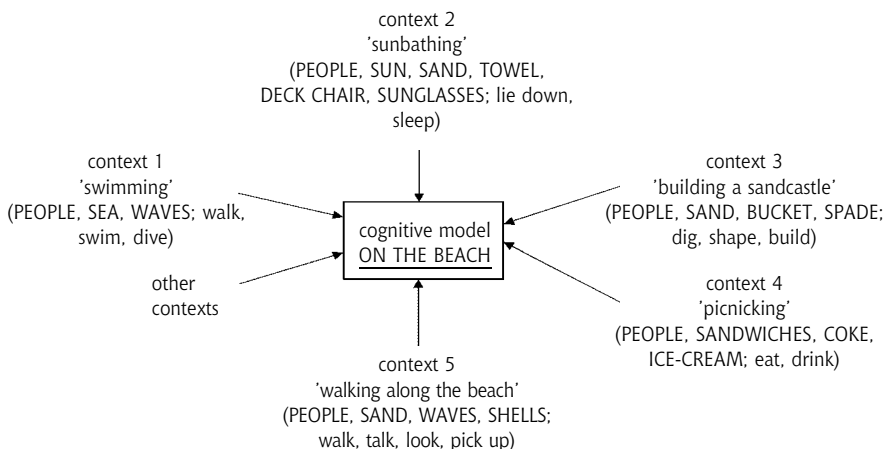 context 2
'sunbathing'
(PEOPLE, SUN, SAND, TOWEL,
DECK CHAIR, SUNGLASSES; lie down,
sleep)
context 1
'swimming'
(PEOPLE, SEA, WAVES; walk,
swim, dive)
context 3
'building a sandcastle'
(PEOPLE, SAND, BUCKET, SPADE;
dig, shape, build)
cognitive model
ON THE BEACH
other
contexts
context 4
'picnicking'
(PEOPLE, SANDWICHES, COKE,
ICE-CREAM; eat, drink)
context 5
'walking along the beach'
(PEOPLE, SAND, WAVES, SHELLS;
walk, talk, look, pick up)